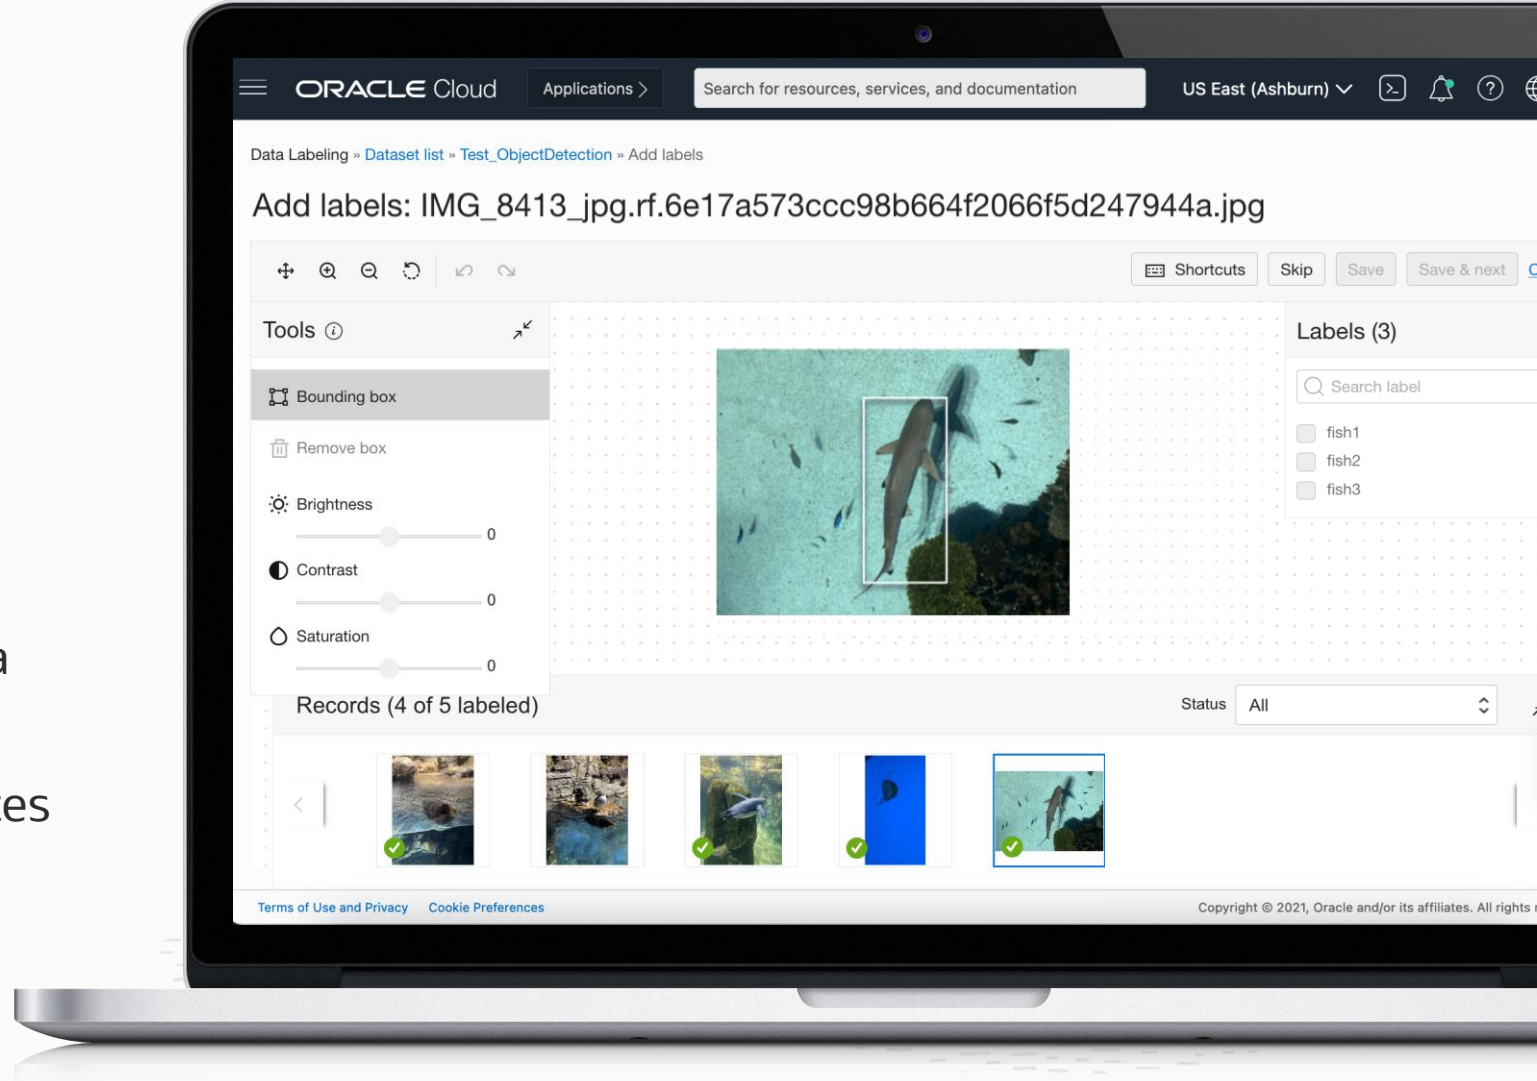 ORACLE Cloud
Applications >
Search for resources, services, and documentation
US East (Ashburn)
Data Labeling » Dataset list » Test_ObjectDetection » Add labels
Add labels: IMG_8413_jpg.rf.6e17a573ccc98b664f2066f5d247944a.jpg
Shortcuts
Skip
Save
Save & next
Tools
Labels (3)
Bounding box
Search label
Remove box
fish1
fish2
fish3
Brightness
0
Contrast
0
Saturation
0
a
Records (4 of 5 labeled)
Status
All
tes
Terms of Use and Privacy
Cookie Preferences
Copyright © 2021, Oracle and/or its affiliates. All rights